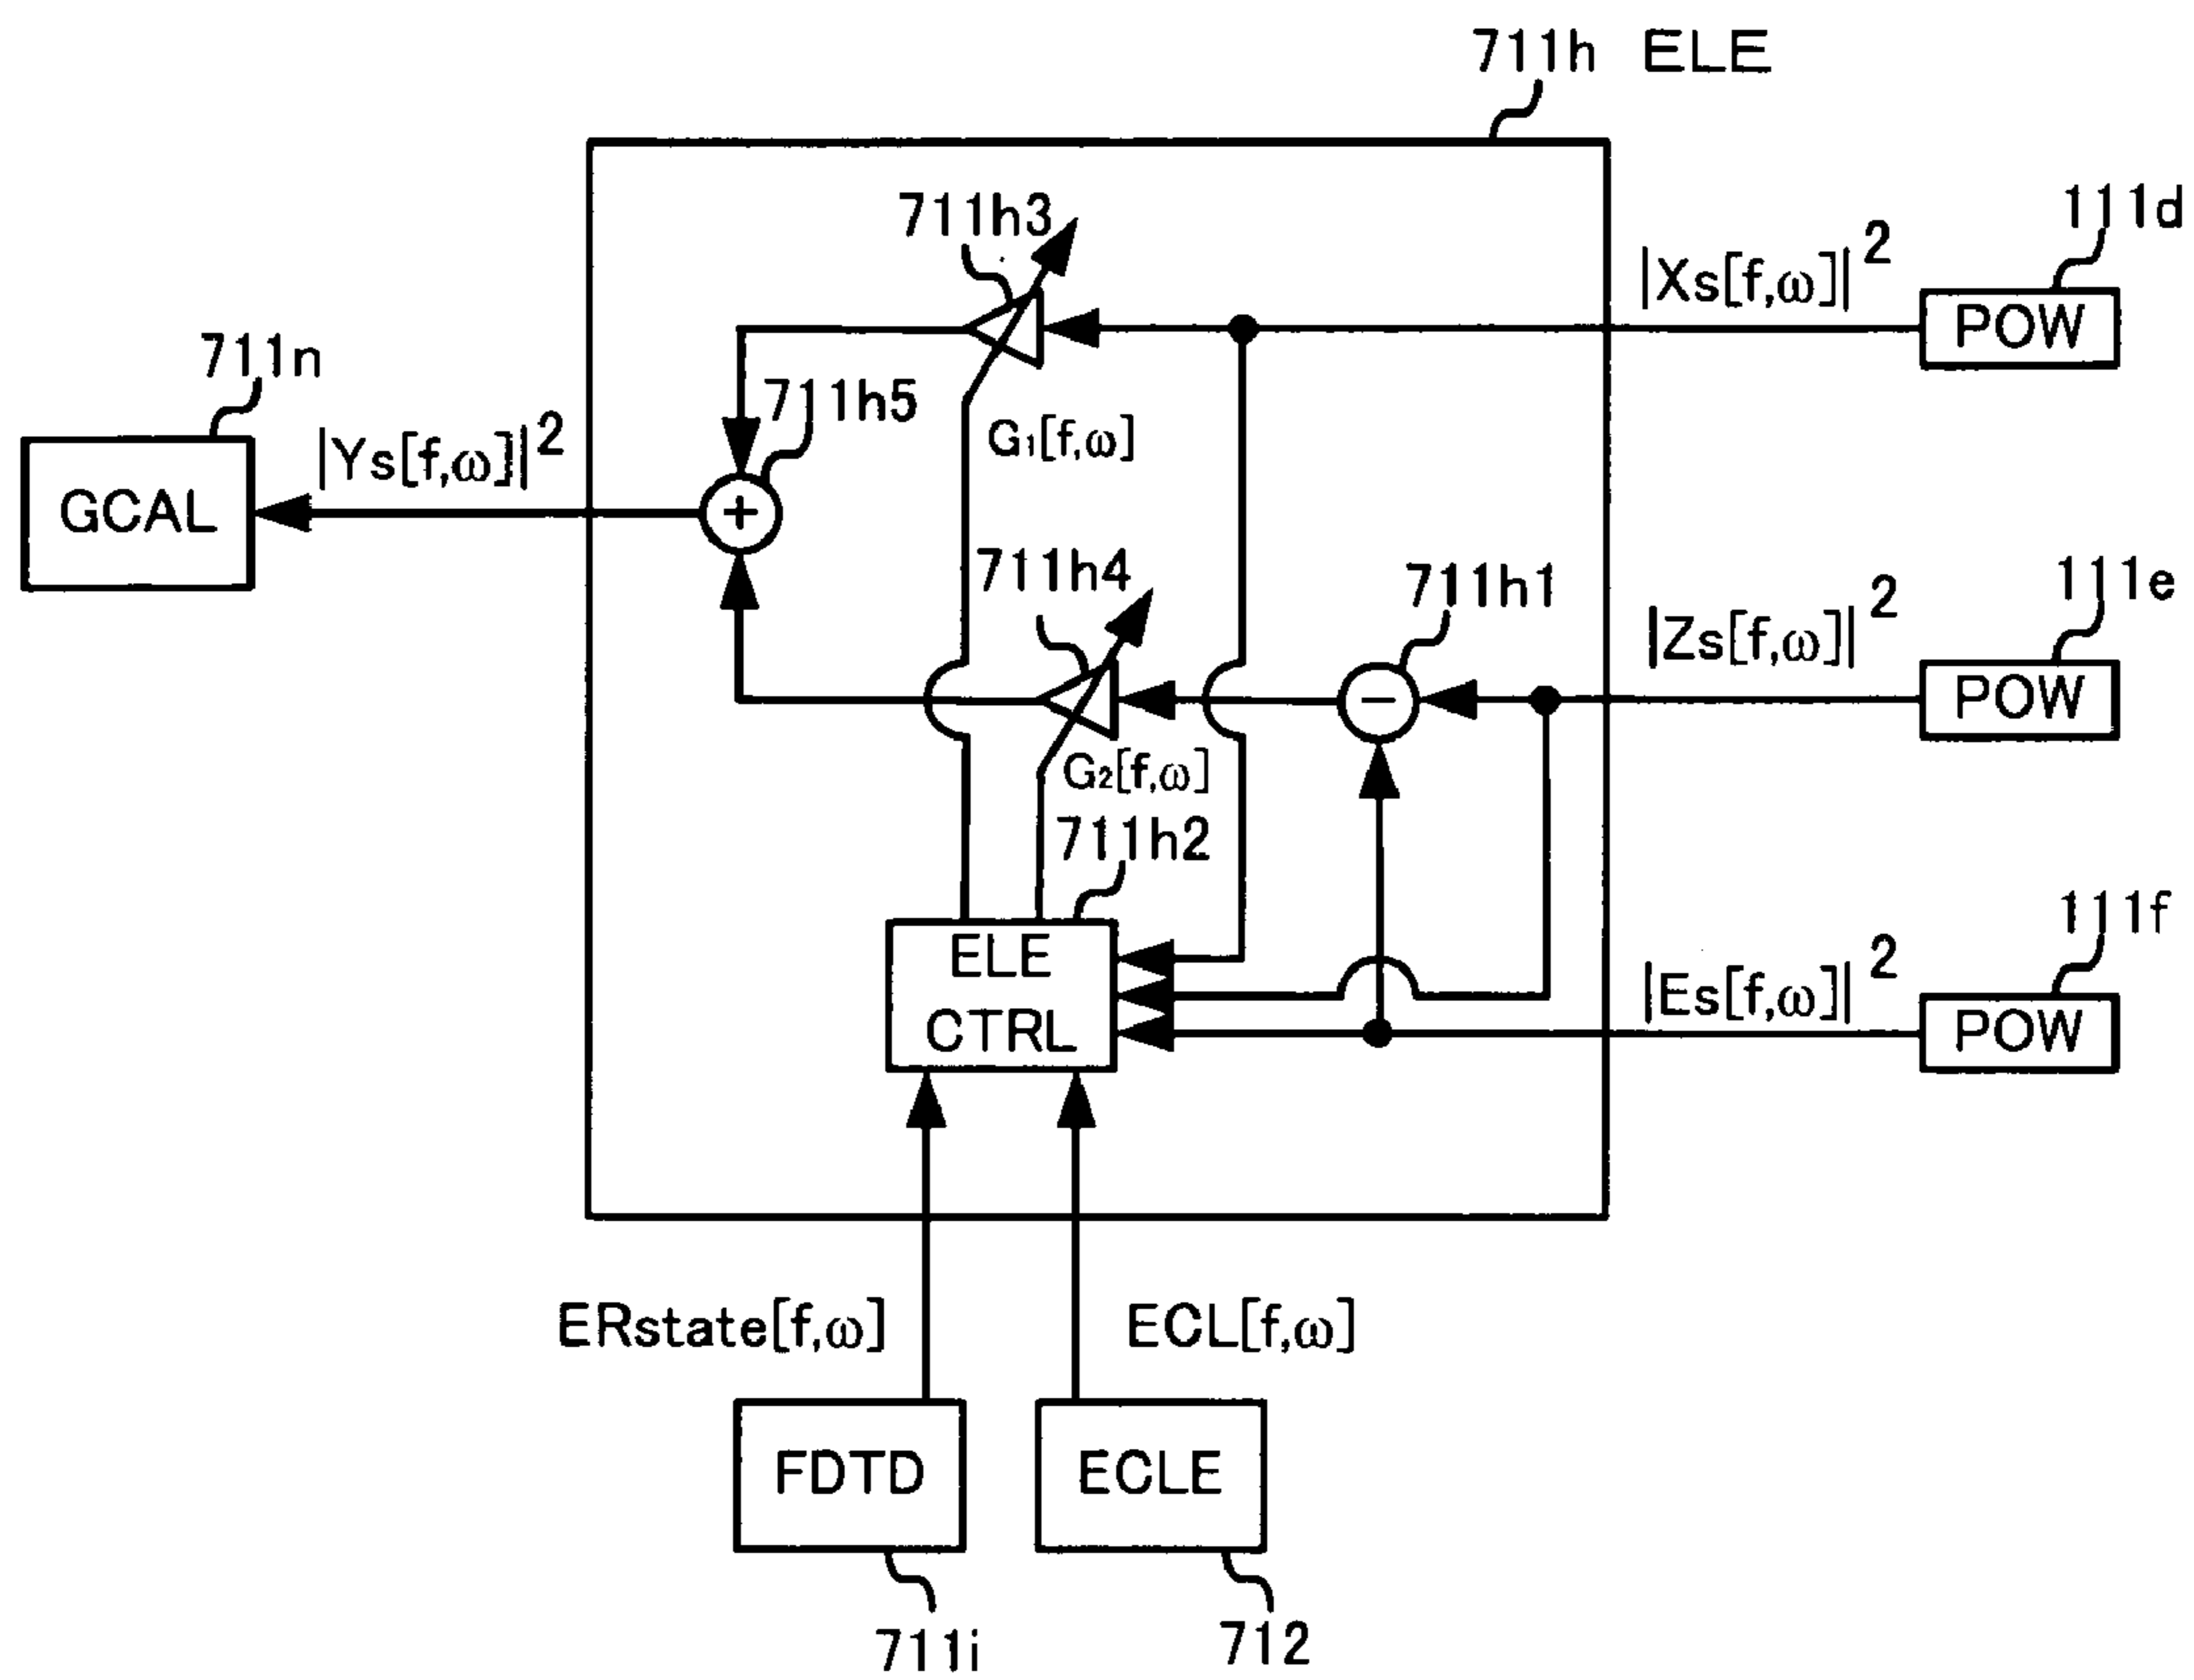 711h ELE
711h3
111d
|Xs[f,ω]|²
POW
711n
711h5
G₁[f,ω]
|Ys[f,ω]|²
GCAL
+
711h4
711h1
111e
|Zs[f,ω]|²
POW
−
G₂[f,ω]
711h2
111f
ELE
CTRL
|Es[f,ω]|²
POW
ERstate[f,ω]
ECL[f,ω]
FDTD
ECLE
711i
712